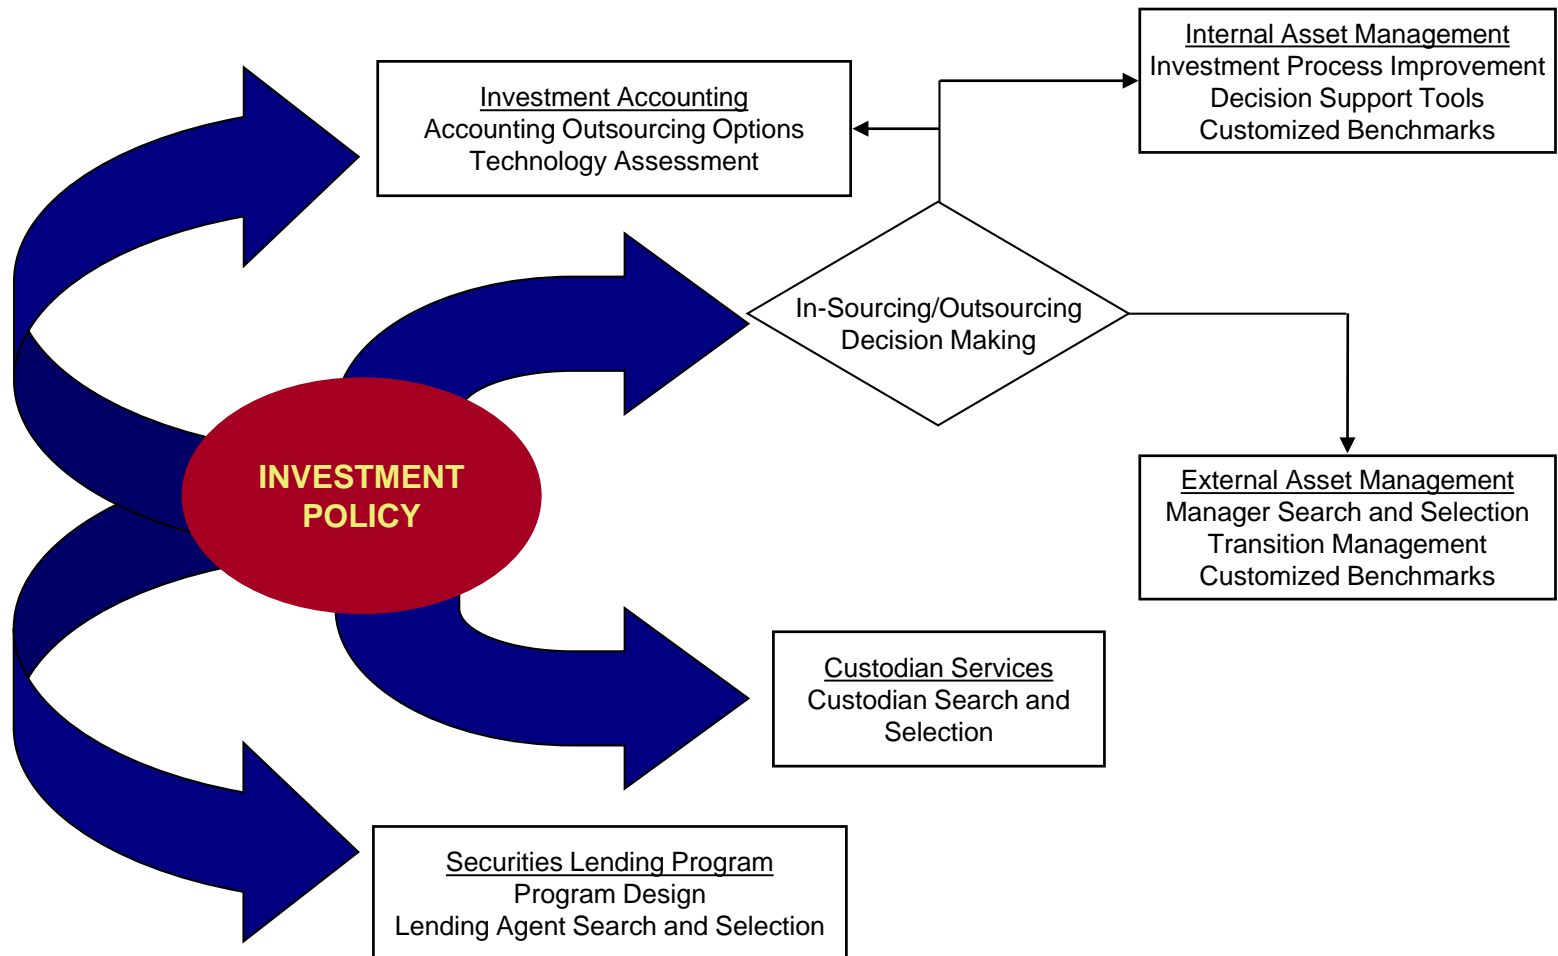 Internal Asset Management
Investment Process Improvement
Decision Support Tools
Customized Benchmarks
Investment Accounting
Accounting Outsourcing Options
Technology Assessment
In-Sourcing/Outsourcing
Decision Making
INVESTMENT
POLICY
External Asset Management
Manager Search and Selection
Transition Management
Customized Benchmarks
Custodian Services
Custodian Search and
Selection
Securities Lending Program
Program Design
Lending Agent Search and Selection